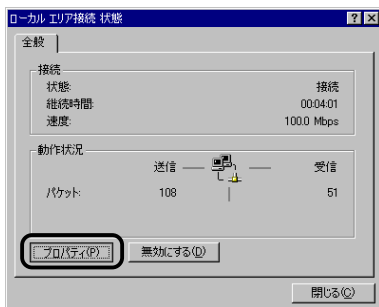 ローカル エリア接続 状態
全般
接続
状態: 接続
継続時間: 00:04:01
速度: 100.0 Mbps
動作状況
送信 受信
パケット: 108 51
プロパティ(P) 無効にする(D)
閉じる(C)